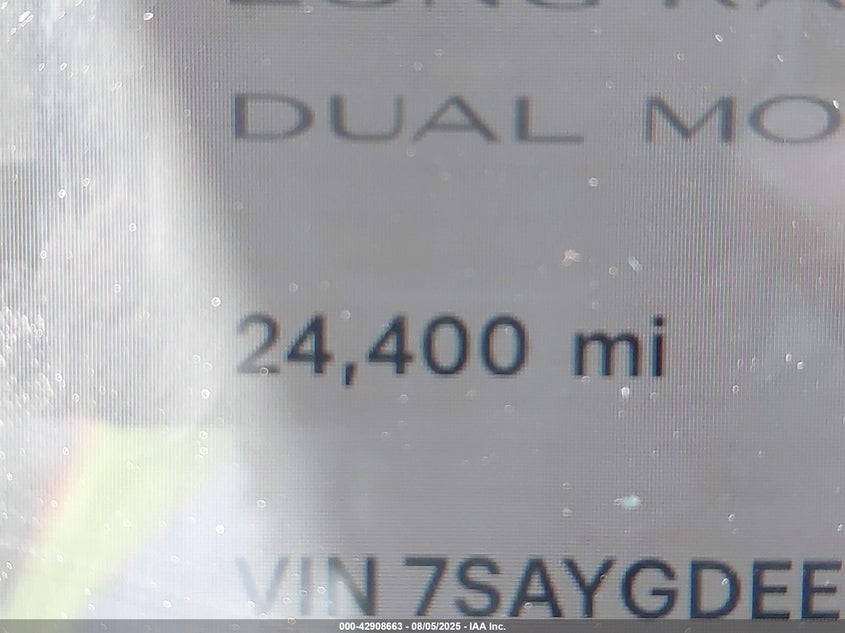 DUAL MO
24,400 mi
VIN 7SAYGDEE
000-42908663 - 08/05/2025 - IAA Inc.